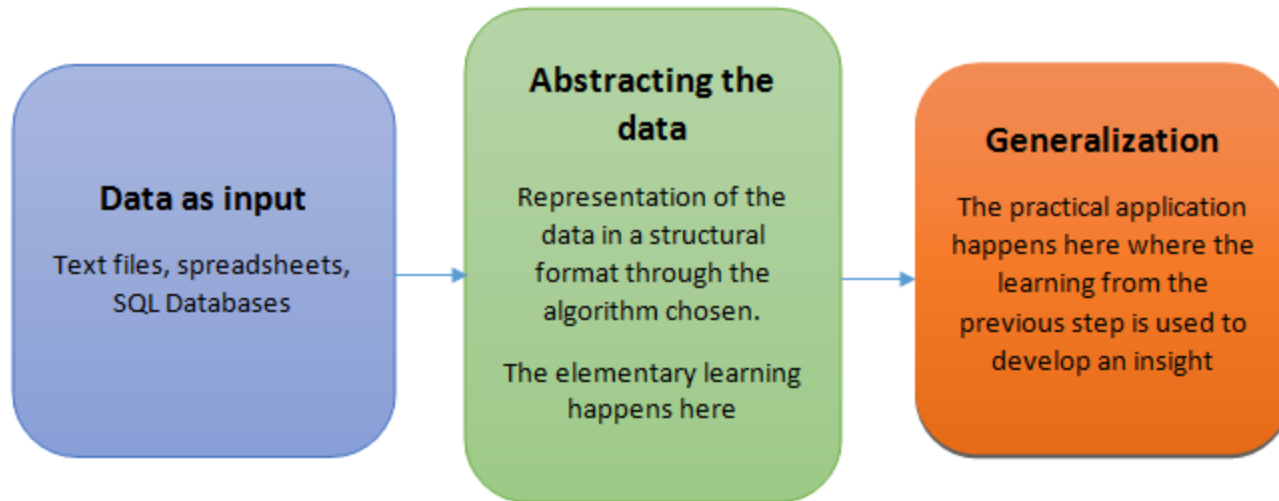 Data as input
Text files, spreadsheets,
SQL Databases
Abstracting the
data
Representation of the
data in a structural
format through the
algorithm chosen.
The elementary learning
happens here
Generalization
The practical application
happens here where the
learning from the
previous step is used to
develop an insight